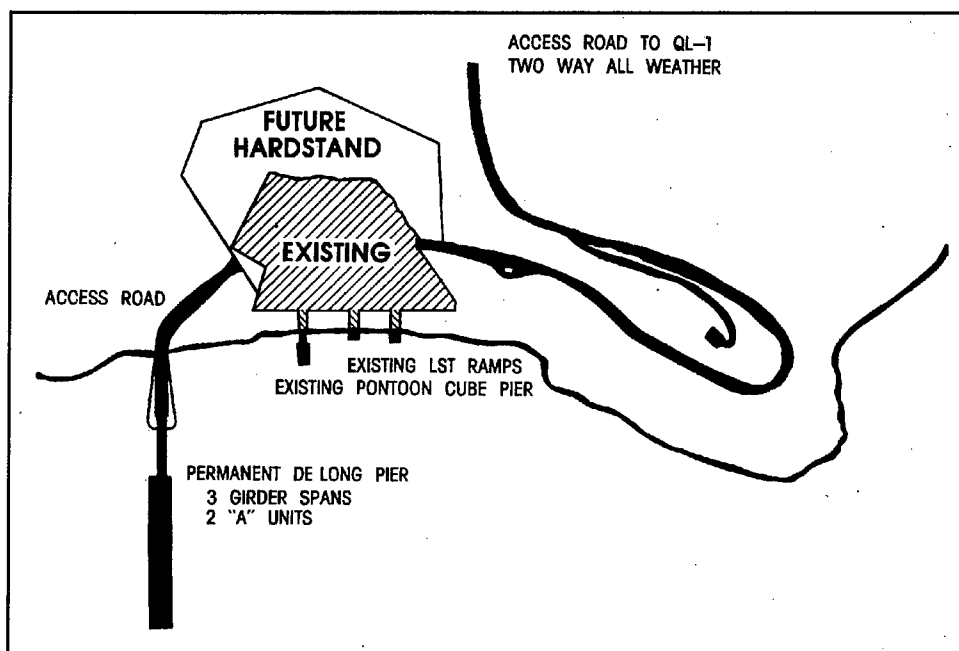 ACCESS ROAD TO QL-1
TWO WAY ALL WEATHER
FUTURE
HARDSTAND
EXISTING
ACCESS ROAD
EXISTING LST RAMPS
EXISTING PONTOON CUBE PIER
PERMANENT DE LONG PIER
3 GIRDER SPANS
2 "A" UNITS